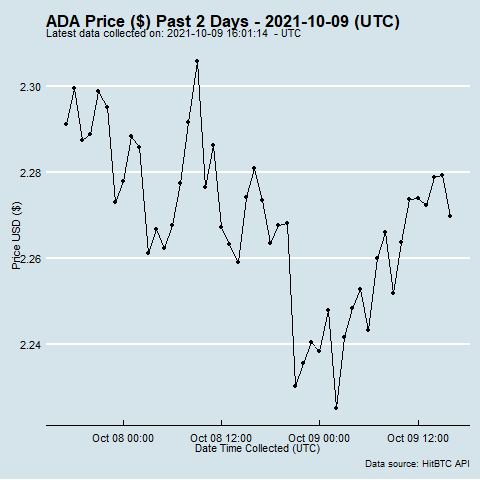 ADA Price ($) Past 2 Days - 2021-10-09 (UTC)
Latest data collected on: 2021-10-09 16:01:14 - UTC
2.30
2.28
2.26
2.24
Price USD ($)
Oct 08 00:00 Oct 08 12:00 Oct 09 00:00 Oct 09 12:00
Date Time Collected (UTC)
Data source: HitBTC API